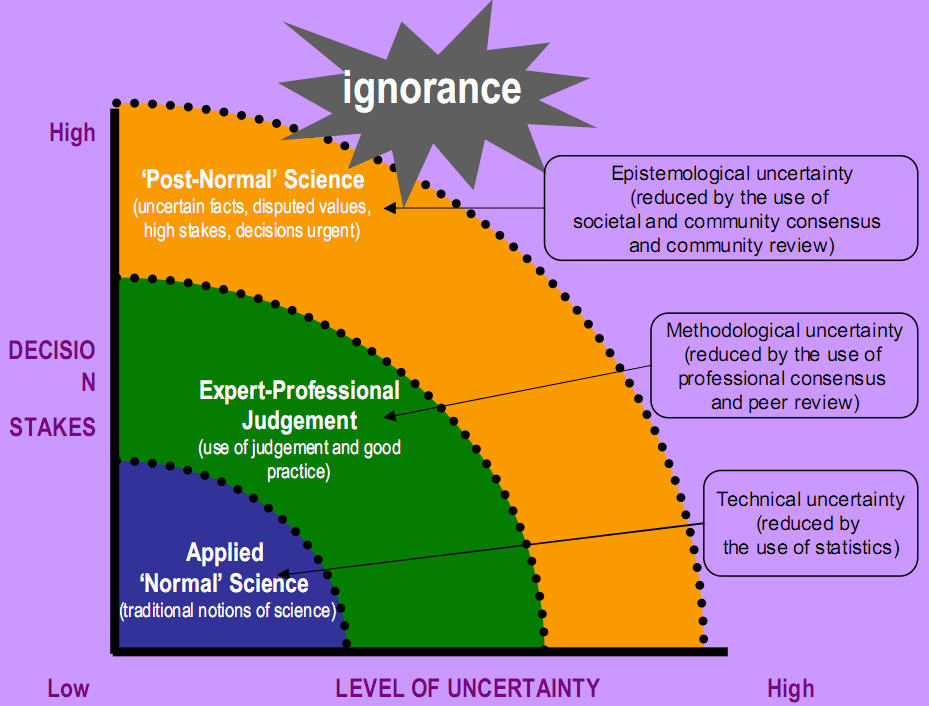 ignorance
High
‘Post-Normal’ Science
(uncertain facts, disputed values,
high stakes, decisions urgent)
Epistemological uncertainty
(reduced by the use of
societal and community consensus
and community review)
Methodological uncertainty
(reduced by the use of
professional consensus
and peer review)
DECISIO
N
STAKES
Expert-Professional
Judgement
(use of judgement and good
practice)
Technical uncertainty
(reduced by
the use of statistics)
Applied
‘Normal’ Science
(traditional notions of science)
Low
LEVEL OF UNCERTAINTY
High